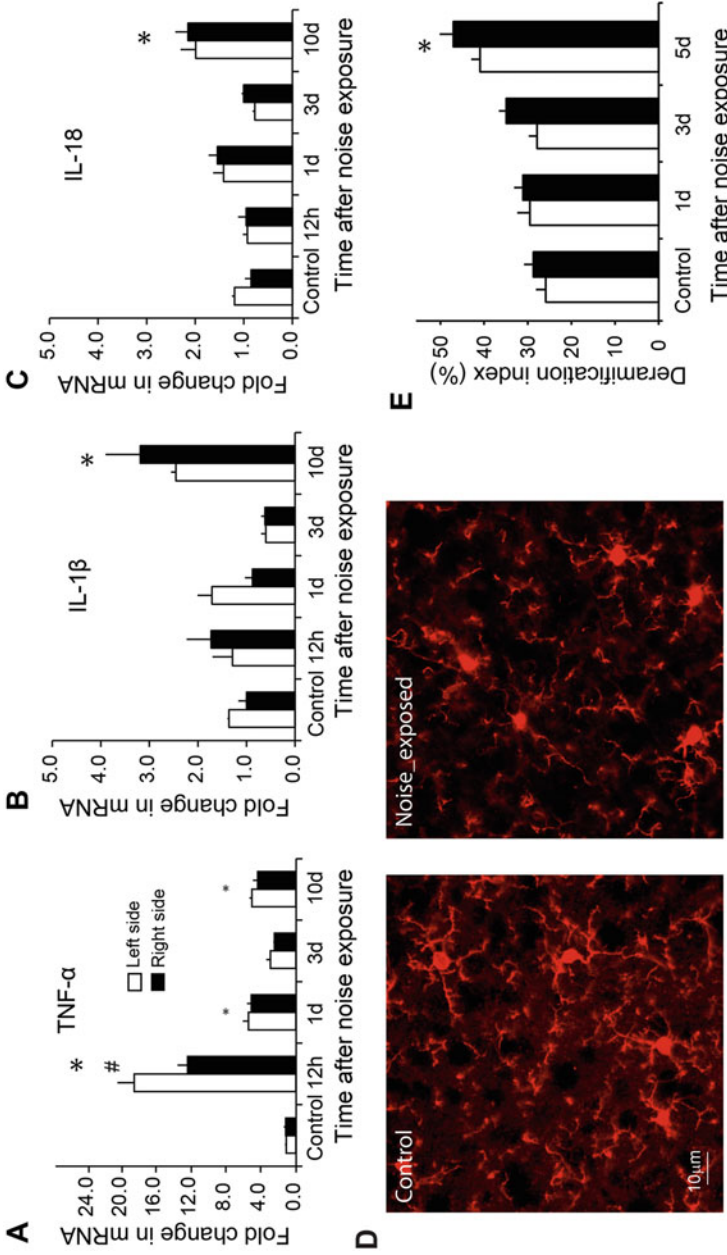 A
TNF-α
Fold change in mRNA
24.0
20.0
16.0
12.0
8.0
4.0
0.0
Left side
Right side
*
#
*
*
Control 12h 1d 3d 10d
Time after noise exposure
B
IL-1β
Fold change in mRNA
5.0
4.0
3.0
2.0
1.0
0.0
*
Control 12h 1d 3d 10d
Time after noise exposure
C
IL-18
Fold change in mRNA
5.0
4.0
3.0
2.0
1.0
0.0
*
Control 12h 1d 3d 10d
Time after noise exposure
D
Control
10μm
Noise_exposed
E
Deramification index (%)
50
40
30
20
10
0
*
Control 1d 3d 5d
Time after noise exposure